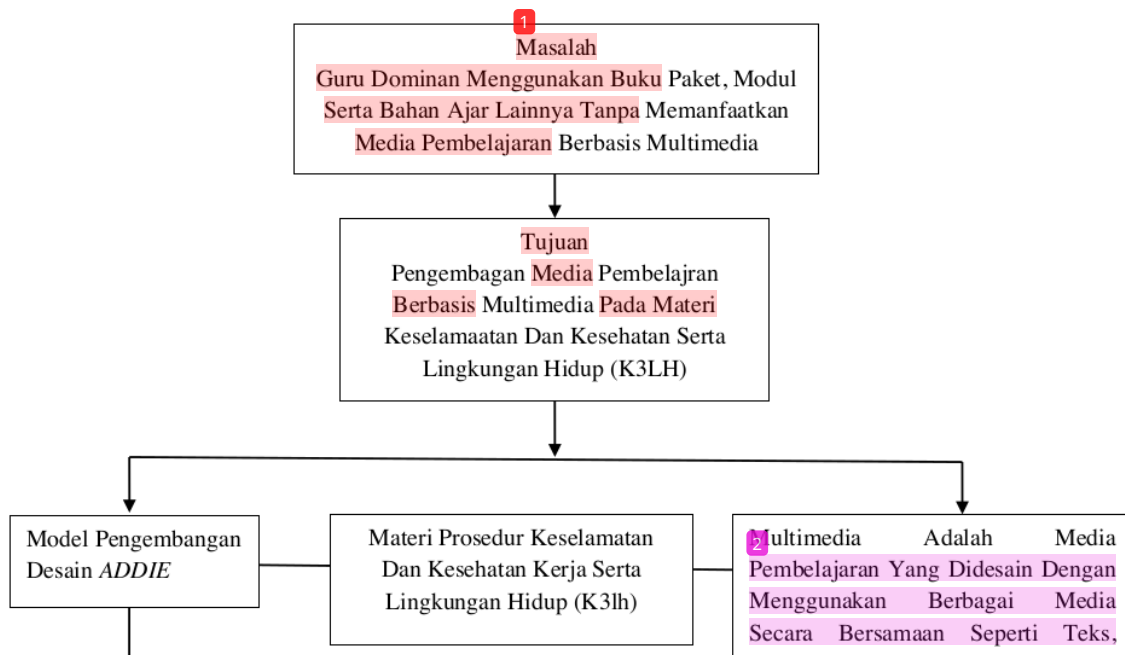 1
Masalah
Guru Dominan Menggunakan Buku Paket, Modul
Serta Bahan Ajar Lainnya Tanpa Memanfaatkan
Media Pembelajaran Berbasis Multimedia
Tujuan
Pengembagan Media Pembelajran
Berbasis Multimedia Pada Materi
Keselamaatan Dan Kesehatan Serta
Lingkungan Hidup (K3LH)
Model Pengembangan
Desain ADDIE
Materi Prosedur Keselamatan
Dan Kesehatan Kerja Serta
Lingkungan Hidup (K3lh)
2
Multimedia Adalah Media
Pembelajaran Yang Didesain Dengan
Menggunakan Berbagai Media
Secara Bersamaan Seperti Teks,